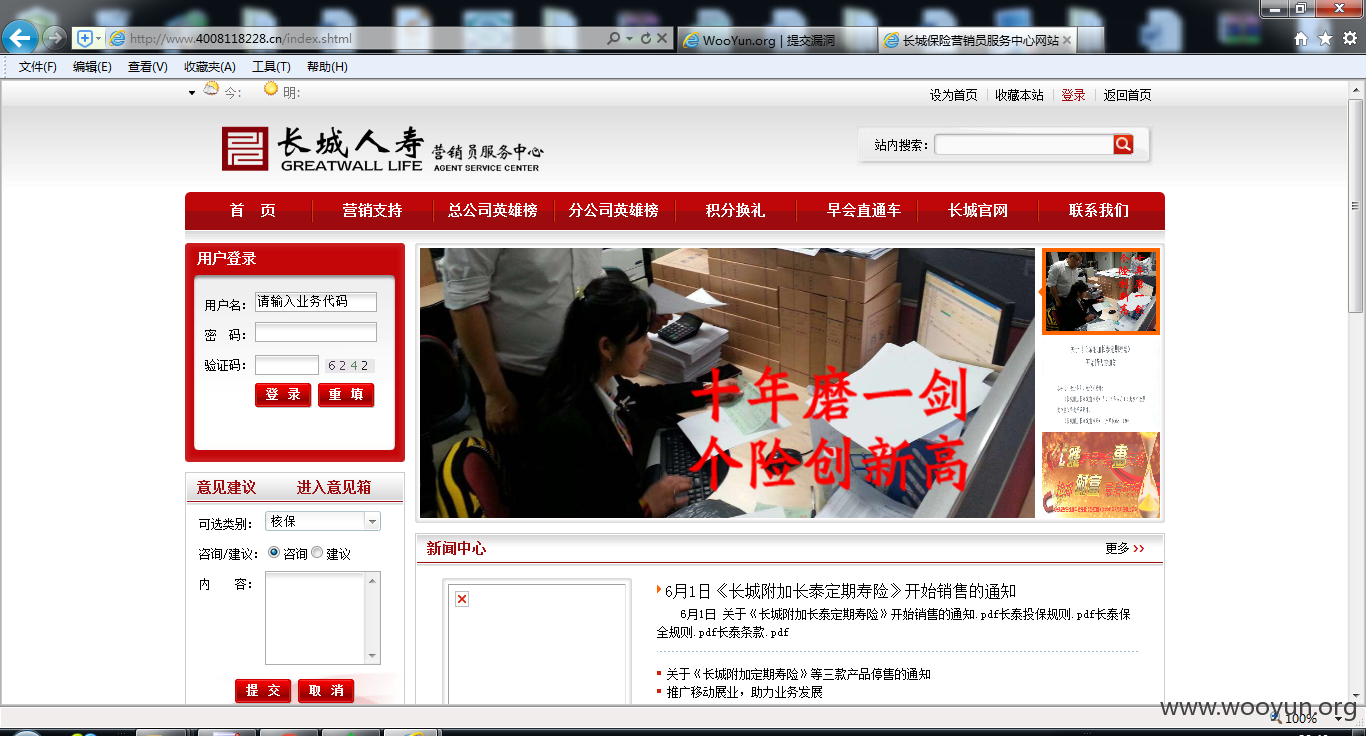 http://www.4008118228.cn/index.shtml
WooYun.org | 提交漏洞
长城保险营销员服务中心网站
文件(F) 编辑(E) 查看(V) 收藏夹(A) 工具(T) 帮助(H)
今: 明:
设为首页 收藏本站 登录 返回首页
长城人寿 营销员服务中心
GREATWALL LIFE AGENT SERVICE CENTER
站内搜索:
首 页 营销支持 总公司英雄榜 分公司英雄榜 积分换礼 早会直通车 长城官网 联系我们
用户登录
用户名: 请输入业务代码
密 码:
验证码: 6242
登 录 重 填
十年磨一剑
个险创新高
意见建议 进入意见箱
可选类别: 核保
咨询/建议: 咨询 建议
内 容:
提 交 取 消
新闻中心 更多
6月1日《长城附加长泰定期寿险》开始销售的通知
6月1日 关于《长城附加长泰定期寿险》开始销售的通知.pdf长泰投保规则.pdf长泰保
全规则.pdf长泰条款.pdf
关于《长城附加定期寿险》等三款产品停售的通知
推广移动展业，助力业务发展
www.wooyun.org
100%